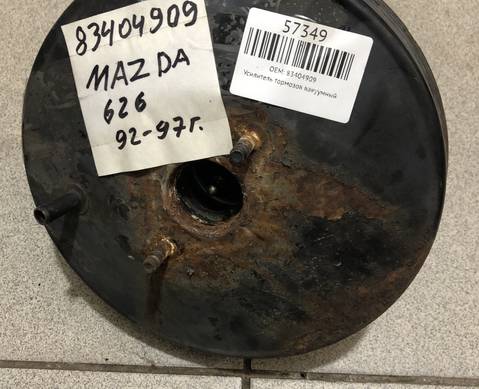 83404909
MAZDA
626
92-97г.
57349
OEM: 83404909
Усилитель тормозов вакуумный